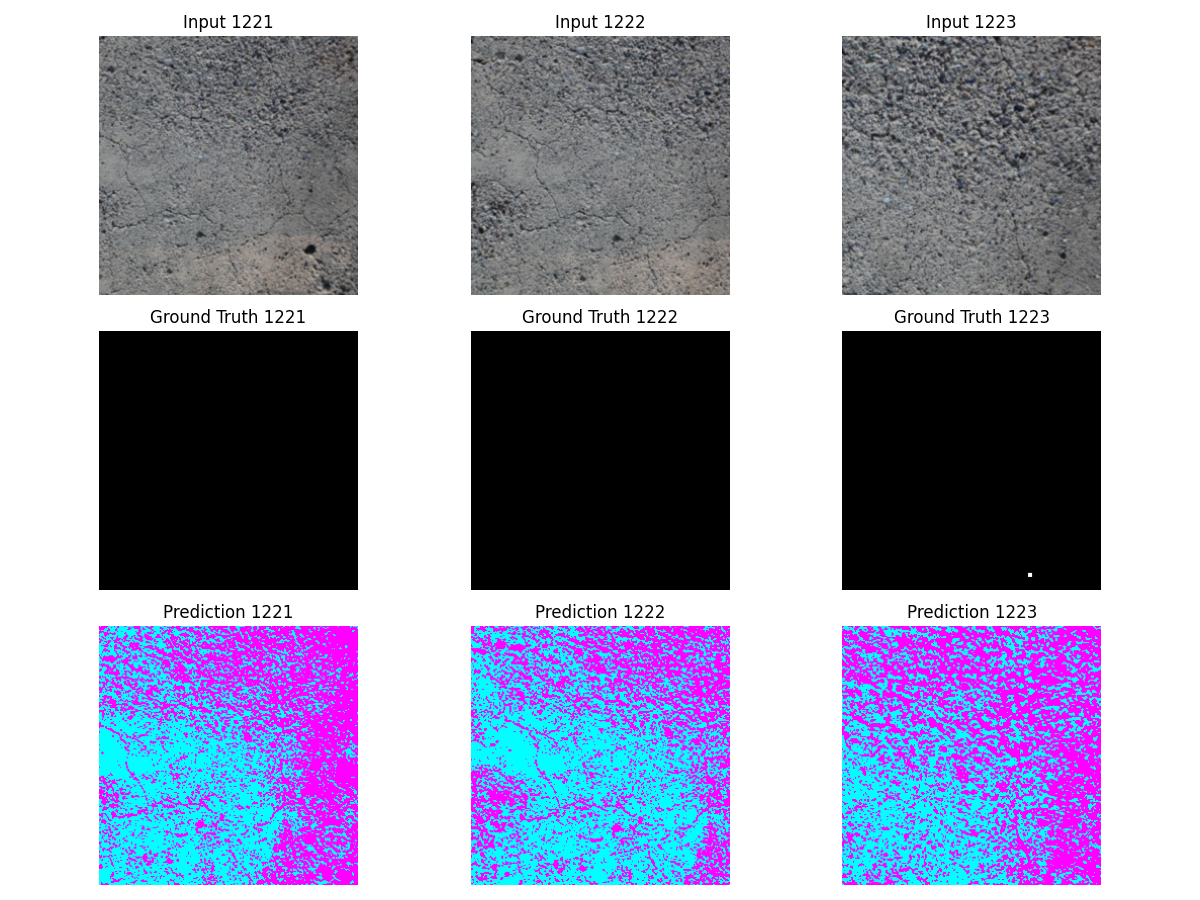 Input 1221
Input 1222
Input 1223
Ground Truth 1221
Ground Truth 1222
Ground Truth 1223
Prediction 1221
Prediction 1222
Prediction 1223